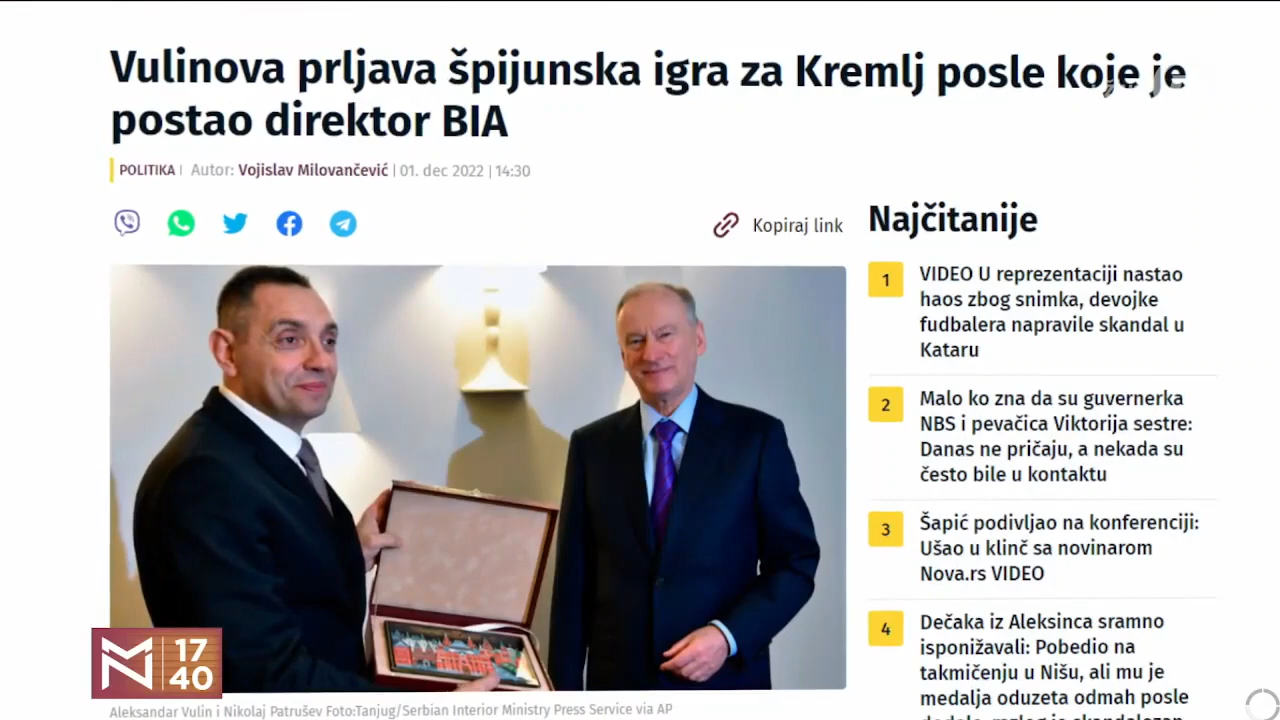 Vulinova prljava špijunska igra za Kremlj posle koje je
postao direktor BIA
POLITIKA | Autor: Vojislav Milovančević | 01. dec 2022 | 14:30
Kopiraj link
Aleksandar Vulin i Nikolaj Patrušev Foto:Tanjug/Serbian Interior Ministry Press Service via AP
Najčitanije
1
VIDEO U reprezentaciji nastao
haos zbog snimka, devojke
fudbalera napravile skandal u
Kataru
2
Malo ko zna da su guvernerka
NBS i pevačica Viktorija sestre:
Danas ne pričaju, a nekada su
često bile u kontaktu
3
Šapić podivljao na konferenciji:
Ušao u klinč sa novinarom
Nova.rs VIDEO
4
Dečaka iz Aleksinca sramno
isponižavali: Pobedio na
takmičenju u Nišu, ali mu je
medalja oduzeta odmah posle
17
40